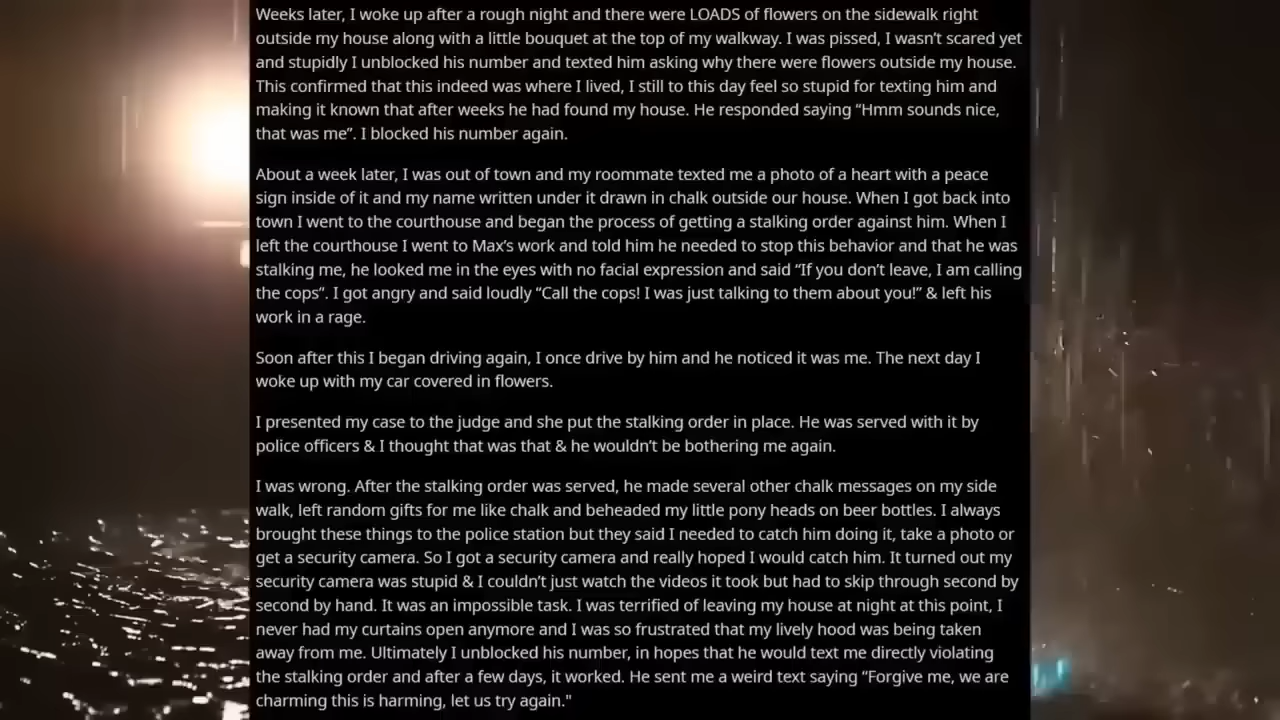 Weeks later, I woke up after a rough night and there were LOADS of flowers on the sidewalk right
outside my house along with a little bouquet at the top of my walkway. I was pissed, I wasn’t scared yet
and stupidly I unblocked his number and texted him asking why there were flowers outside my house.
This confirmed that this indeed was where I lived, I still to this day feel so stupid for texting him and
making it known that after weeks he had found my house. He responded saying “Hmm sounds nice,
that was me”. I blocked his number again.
About a week later, I was out of town and my roommate texted me a photo of a heart with a peace
sign inside of it and my name written under it drawn in chalk outside our house. When I got back into
town I went to the courthouse and began the process of getting a stalking order against him. When I
left the courthouse I went to Max’s work and told him he needed to stop this behavior and that he was
stalking me, he looked me in the eyes with no facial expression and said “If you don’t leave, I am calling
the cops”. I got angry and said loudly “Call the cops! I was just talking to them about you!” & left his
work in a rage.
Soon after this I began driving again, I once drive by him and he noticed it was me. The next day I
woke up with my car covered in flowers.
I presented my case to the judge and she put the stalking order in place. He was served with it by
police officers & I thought that was that & he wouldn’t be bothering me again.
I was wrong. After the stalking order was served, he made several other chalk messages on my side
walk, left random gifts for me like chalk and beheaded my little pony heads on beer bottles. I always
brought these things to the police station but they said I needed to catch him doing it, take a photo or
get a security camera. So I got a security camera and really hoped I would catch him. It turned out my
security camera was stupid & I couldn’t just watch the videos it took but had to skip through second by
second by hand. It was an impossible task. I was terrified of leaving my house at night at this point, I
never had my curtains open anymore and I was so frustrated that my lively hood was being taken
away from me. Ultimately I unblocked his number, in hopes that he would text me directly violating
the stalking order and after a few days, it worked. He sent me a weird text saying “Forgive me, we are
charming this is harming, let us try again."